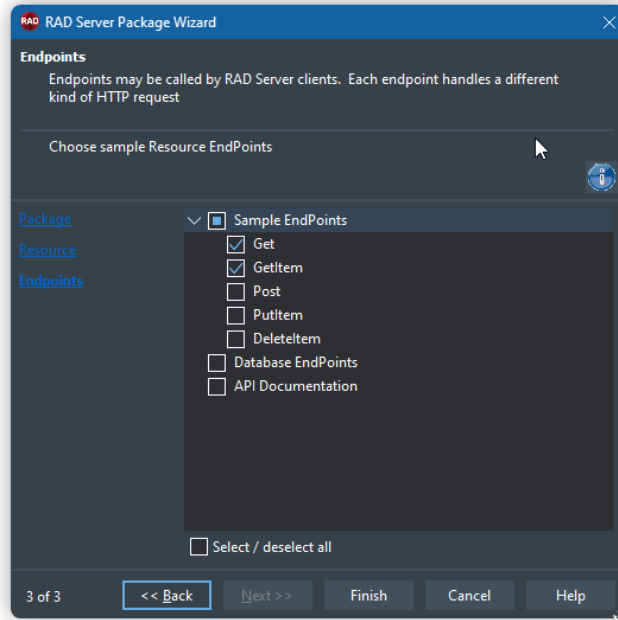 RAD RAD Server Package Wizard
Endpoints
Endpoints may be called by RAD Server clients. Each endpoint handles a different
kind of HTTP request
Choose sample Resource EndPoints
Package
Resource
Endpoints
Sample EndPoints
Get
GetItem
Post
PutItem
DeleteItem
Database EndPoints
API Documentation
Select / deselect all
3 of 3
<< Back
Next >>
Finish
Cancel
Help